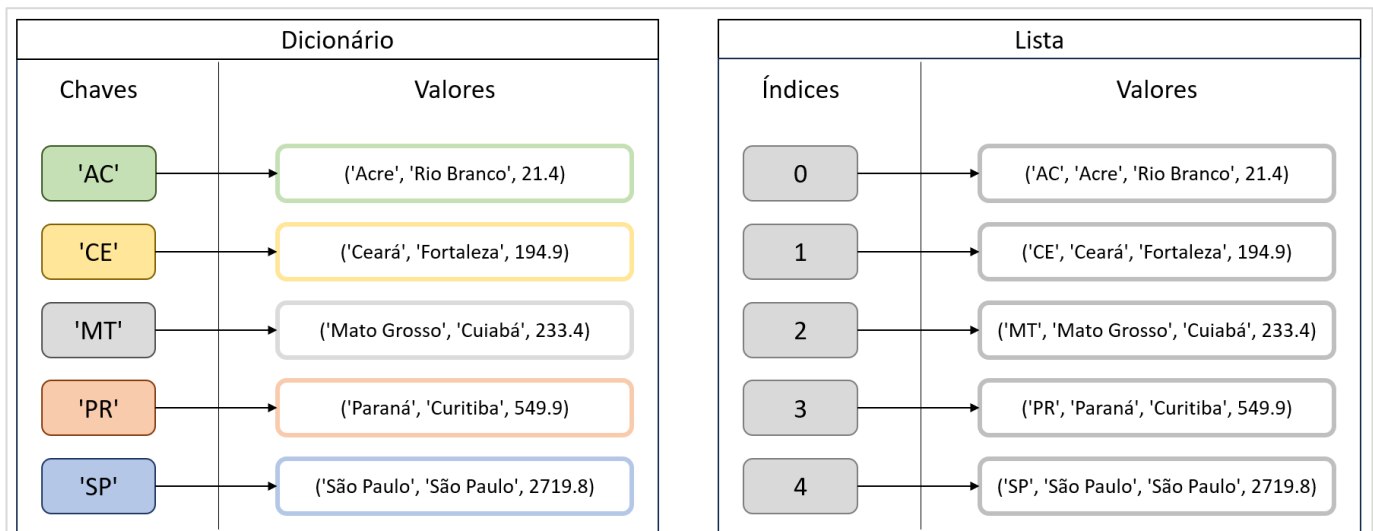 Dicionário
Chaves Valores
'AC' ('Acre', 'Rio Branco', 21.4)
'CE' ('Ceará', 'Fortaleza', 194.9)
'MT' ('Mato Grosso', 'Cuiabá', 233.4)
'PR' ('Paraná', 'Curitiba', 549.9)
'SP' ('São Paulo', 'São Paulo', 2719.8)
Lista
Índices Valores
0 ('AC', 'Acre', 'Rio Branco', 21.4)
1 ('CE', 'Ceará', 'Fortaleza', 194.9)
2 ('MT', 'Mato Grosso', 'Cuiabá', 233.4)
3 ('PR', 'Paraná', 'Curitiba', 549.9)
4 ('SP', 'São Paulo', 'São Paulo', 2719.8)